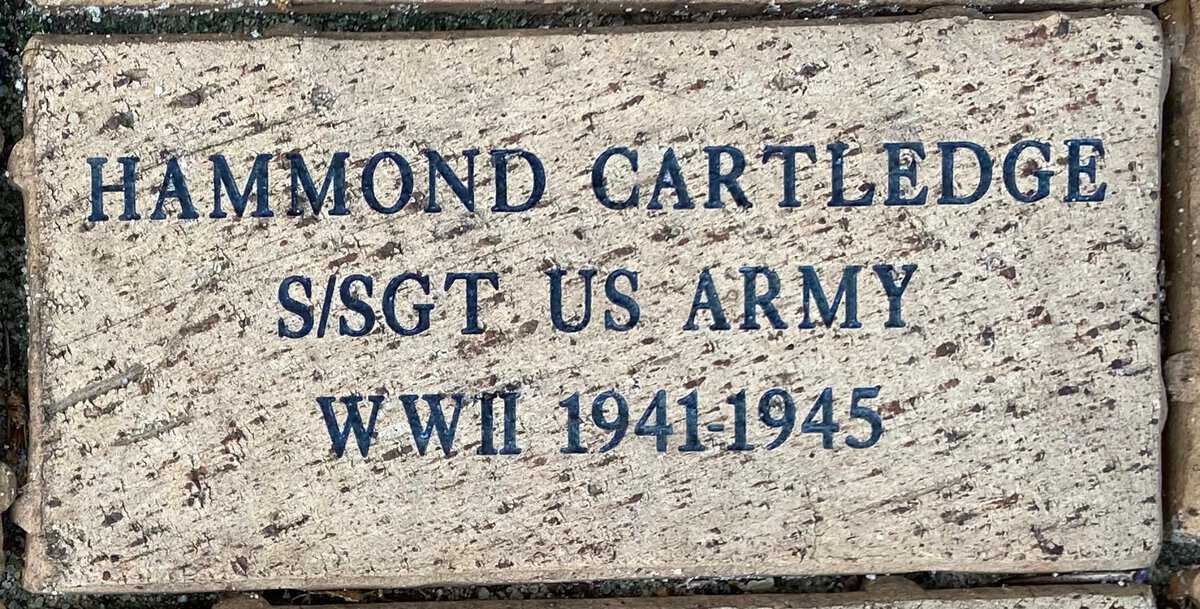 HAMMOND CARTLEDGE
S/SGT US ARMY
WWII 1941-1945